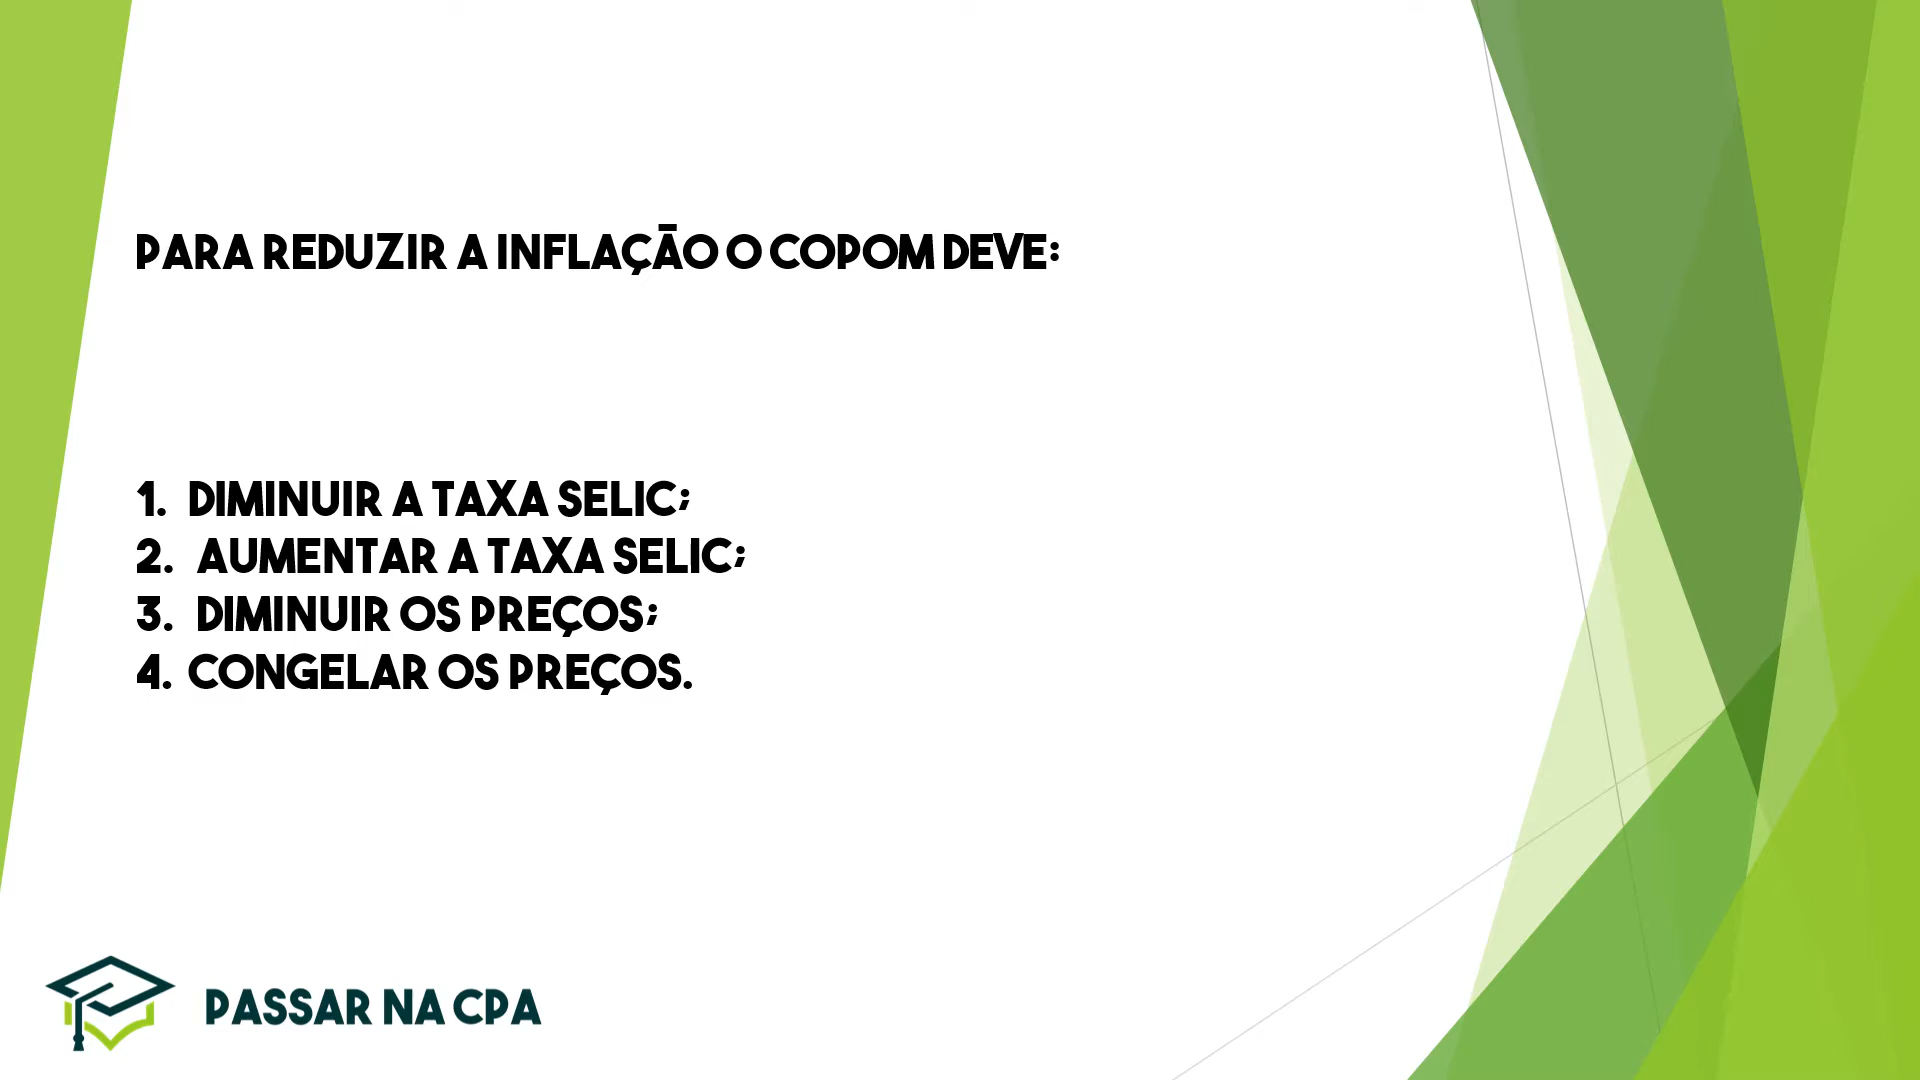 PARA REDUZIR A INFLAÇÃO O COPOM DEVE:
1. DIMINUIR A TAXA SELIC;
2. AUMENTAR A TAXA SELIC;
3. DIMINUIR OS PREÇOS;
4. CONGELAR OS PREÇOS.
PASSAR NA CPA